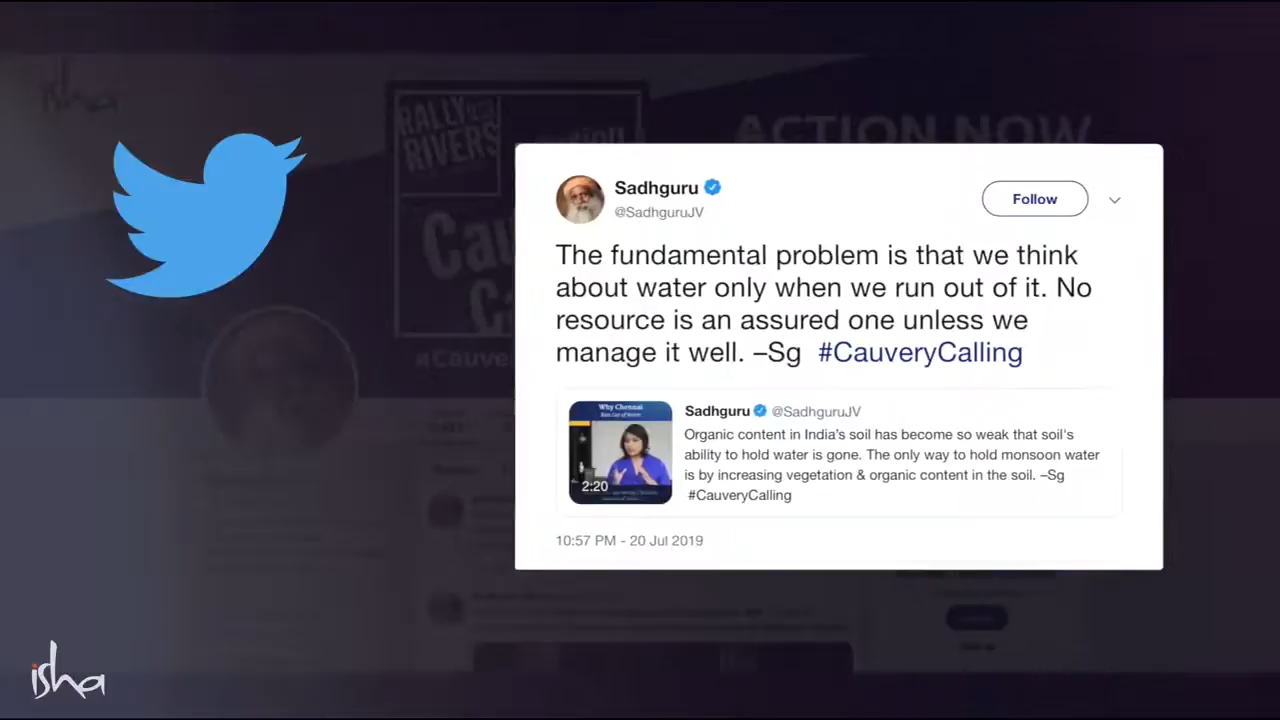 isha
RALLY
RIVERS
ACTION NOW
Sadhguru
@SadhguruJV
Follow
The fundamental problem is that we think
about water only when we run out of it. No
resource is an assured one unless we
manage it well. –Sg #CauveryCalling
Why Chennai
Sadhguru @SadhguruJV
Organic content in India's soil has become so weak that soil's
ability to hold water is gone. The only way to hold monsoon water
is by increasing vegetation & organic content in the soil. –Sg
#CauveryCalling
2:20
10:57 PM - 20 Jul 2019
isha